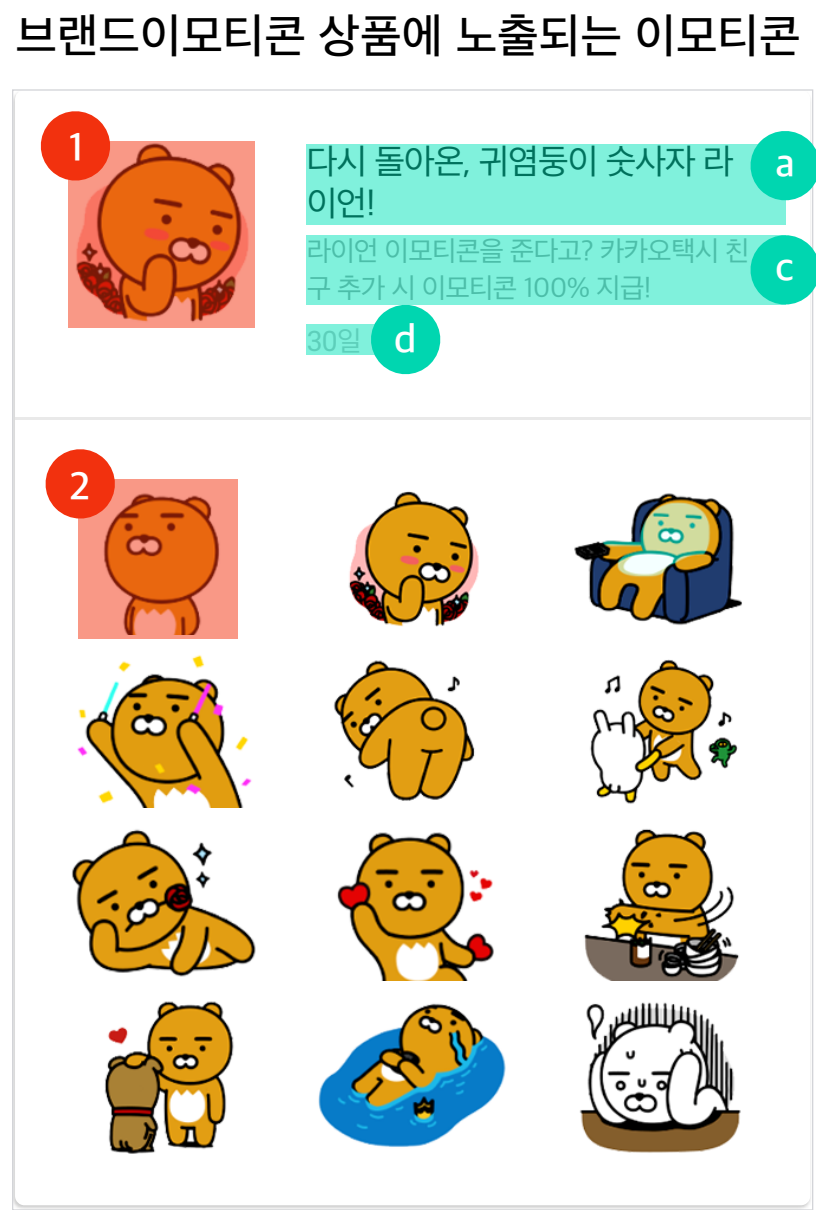 브랜드이모티콘 상품에 노출되는 이모티콘
1
다시 돌아온, 귀염둥이 숫사자 라
이언!
a
라이언 이모티콘을 준다고? 카카오택시 친
구 추가 시 이모티콘 100% 지급!
c
30일
d
2